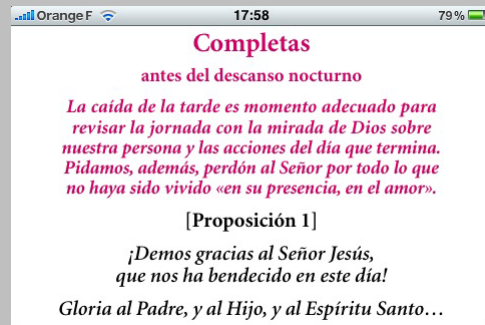 Orange F 17:58 79 %
Completas
antes del descanso nocturno
La caída de la tarde es momento adecuado para
revisar la jornada con la mirada de Dios sobre
nuestra persona y las acciones del día que termina.
Pidamos, además, perdón al Señor por todo lo que
no haya sido vivido «en su presencia, en el amor».
[Proposición 1]
¡Demos gracias al Señor Jesús,
que nos ha bendecido en este día!
Gloria al Padre, y al Hijo, y al Espíritu Santo…